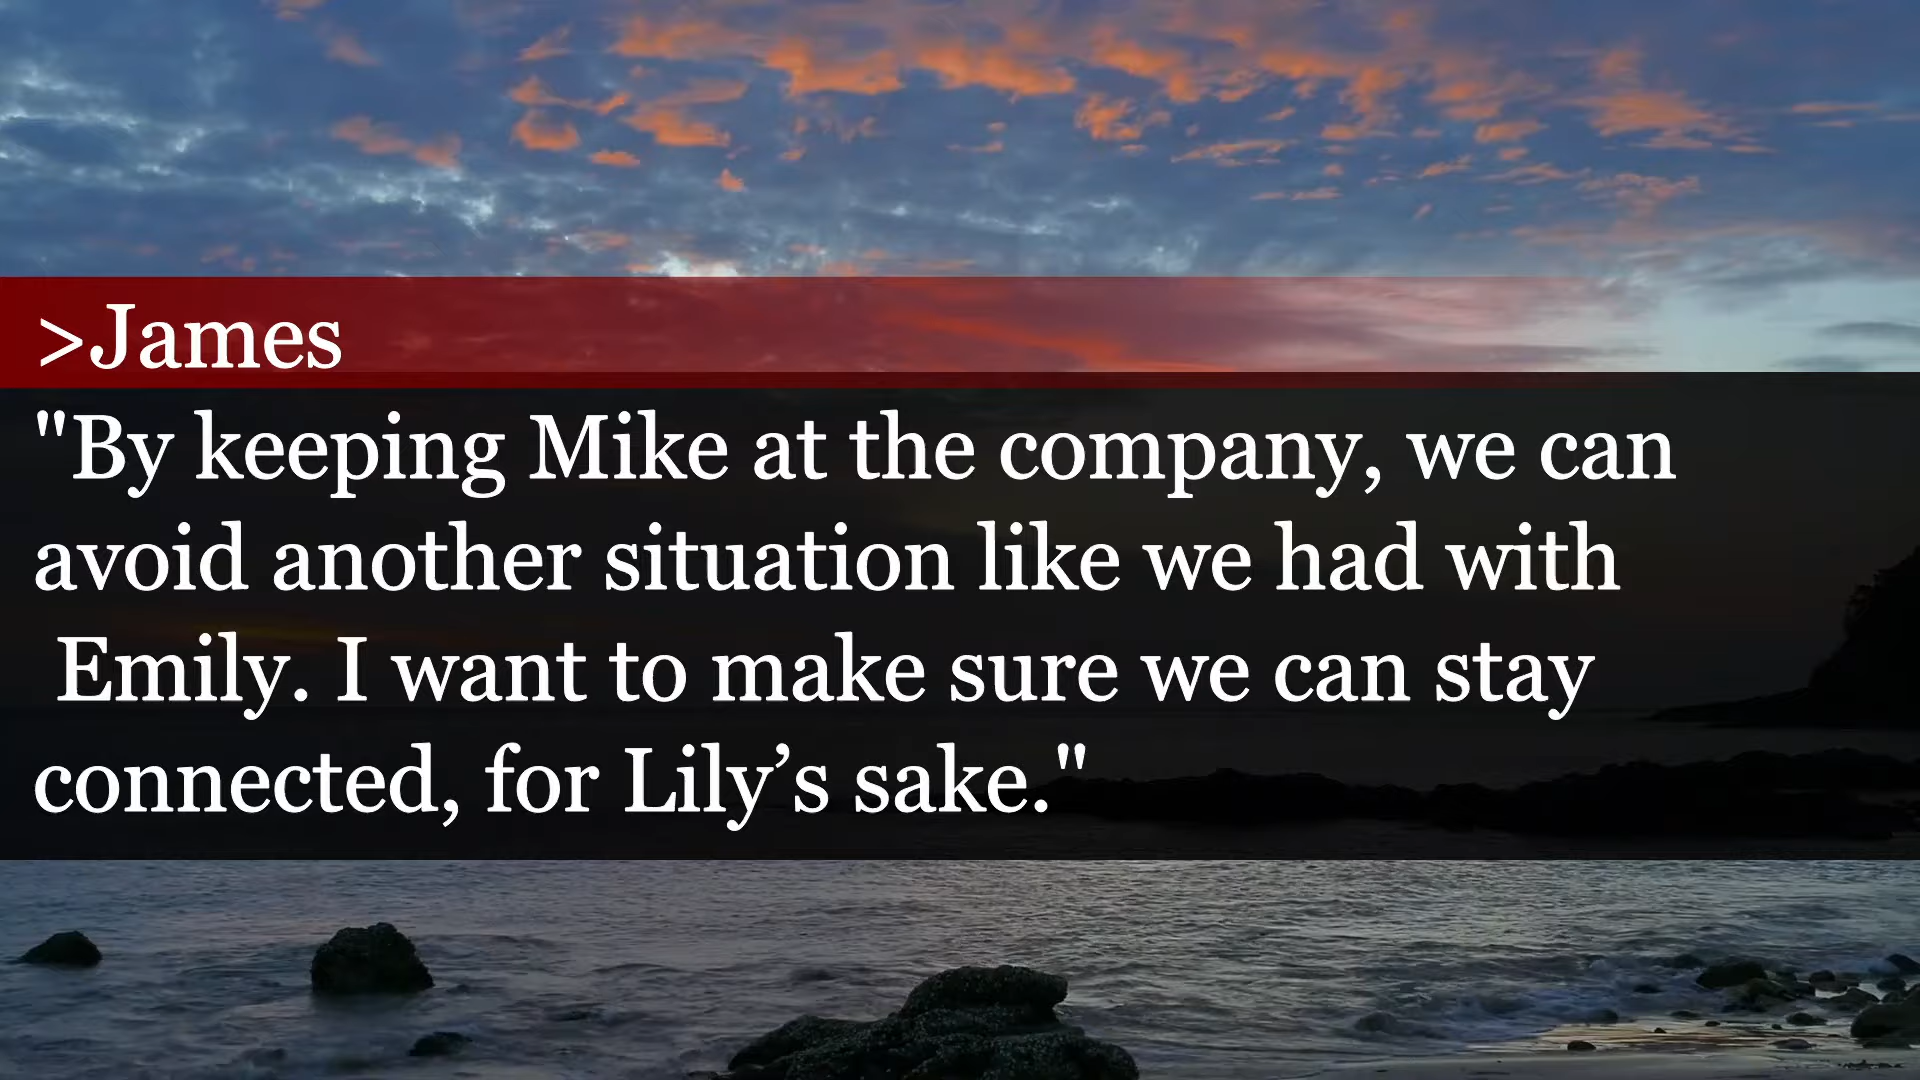 >James
"By keeping Mike at the company, we can
avoid another situation like we had with
Emily. I want to make sure we can stay
connected, for Lily’s sake."